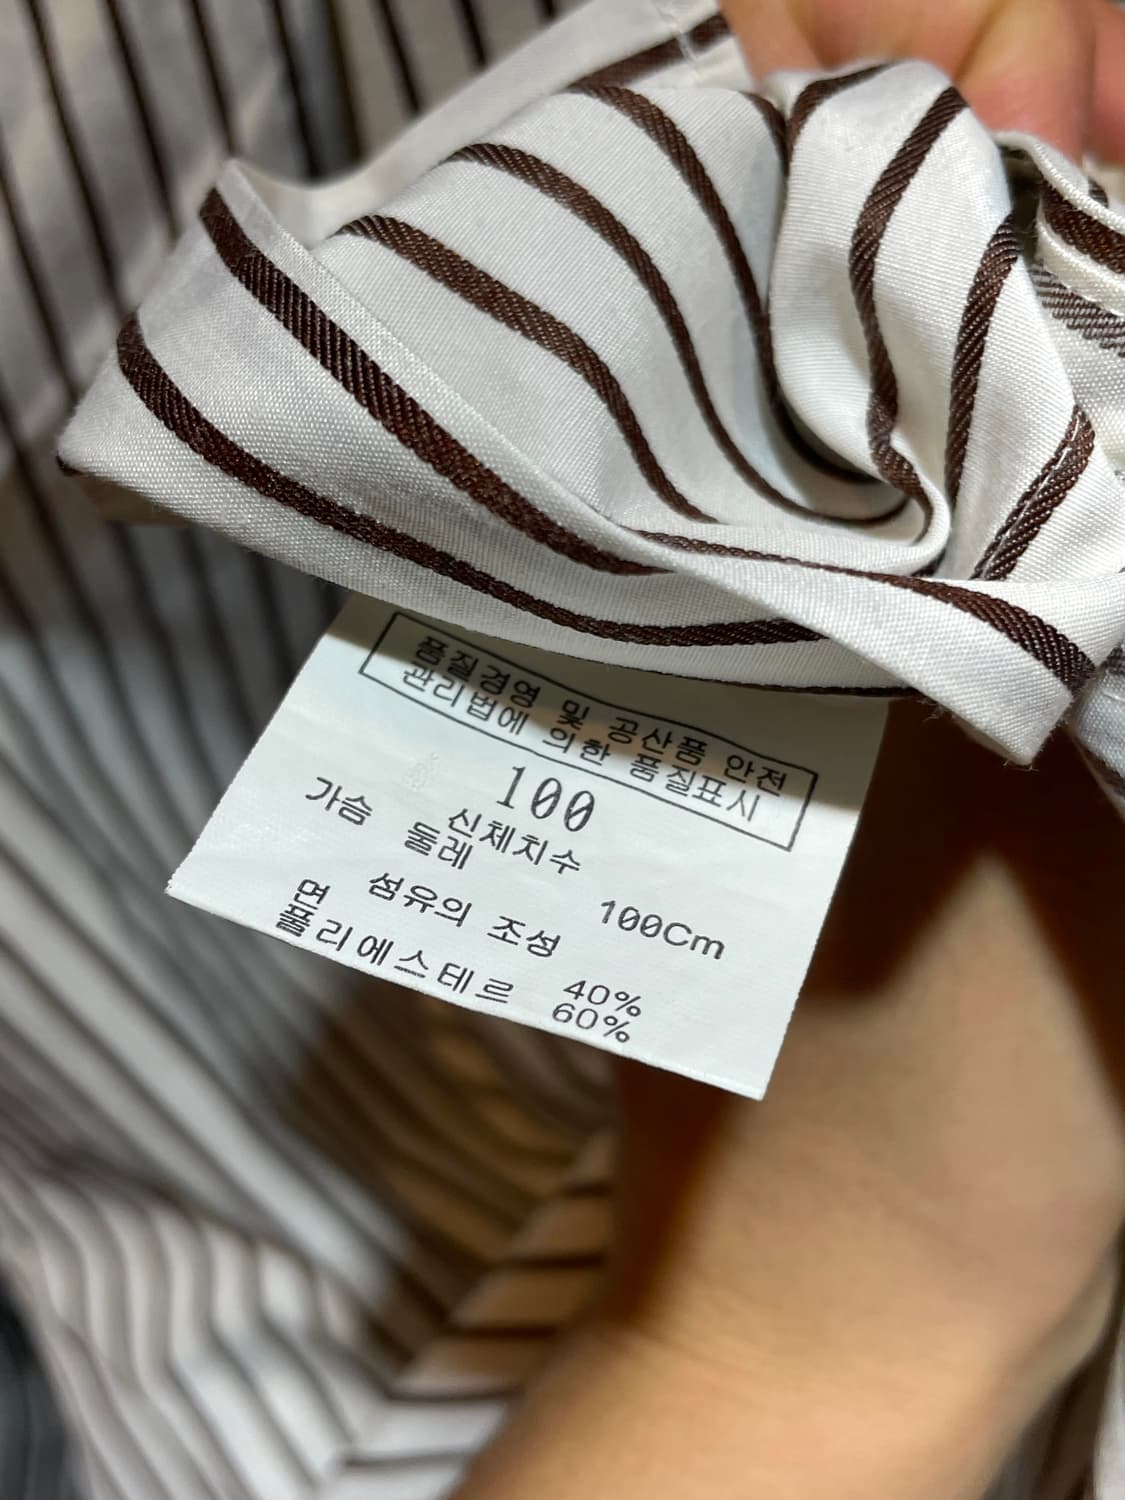 품질경영 및 공산품 안전
관리법에 의한 품질표시
100
신체치수
가슴 둘레 100Cm
섬유의 조성
면 40%
폴리에스테르 60%